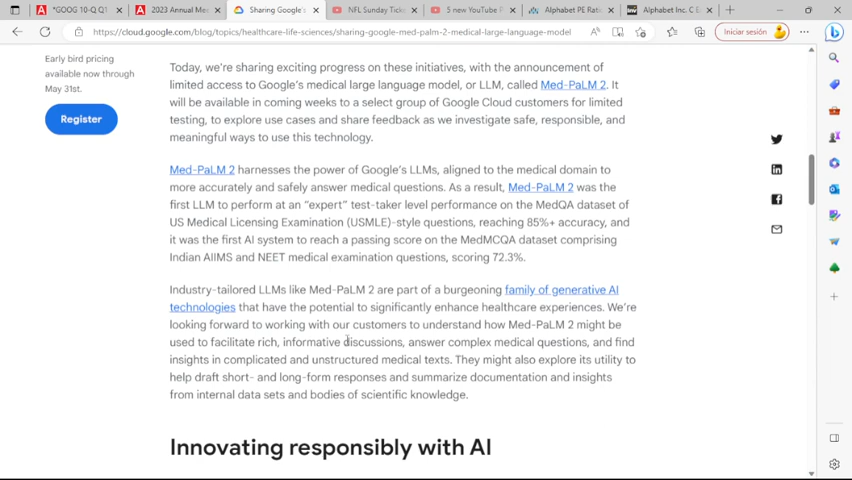 *GOOG 10-Q Q1
2023 Annual Me
Sharing Google's
NFL Sunday Ticke
5 new YouTube P
Alphabet PE Rati
Alphabet Inc. C E
https://cloud.google.com/blog/topics/healthcare-life-sciences/sharing-google-med-palm-2-medical-large-language-model
Iniciar sesión
Early bird pricing
available now through
May 31st.
Register
Today, we're sharing exciting progress on these initiatives, with the announcement of
limited access to Google's medical large language model, or LLM, called Med-PaLM 2. It
will be available in coming weeks to a select group of Google Cloud customers for limited
testing, to explore use cases and share feedback as we investigate safe, responsible, and
meaningful ways to use this technology.
Med-PaLM 2 harnesses the power of Google's LLMs, aligned to the medical domain to
more accurately and safely answer medical questions. As a result, Med-PaLM 2 was the
first LLM to perform at an "expert" test-taker level performance on the MedQA dataset of
US Medical Licensing Examination (USMLE)-style questions, reaching 85%+ accuracy, and
it was the first AI system to reach a passing score on the MedMCQA dataset comprising
Indian AIIMS and NEET medical examination questions, scoring 72.3%.
Industry-tailored LLMs like Med-PaLM 2 are part of a burgeoning family of generative AI
technologies that have the potential to significantly enhance healthcare experiences. We're
looking forward to working with our customers to understand how Med-PaLM 2 might be
used to facilitate rich, informative discussions, answer complex medical questions, and find
insights in complicated and unstructured medical texts. They might also explore its utility to
help draft short- and long-form responses and summarize documentation and insights
from internal data sets and bodies of scientific knowledge.
Innovating responsibly with AI